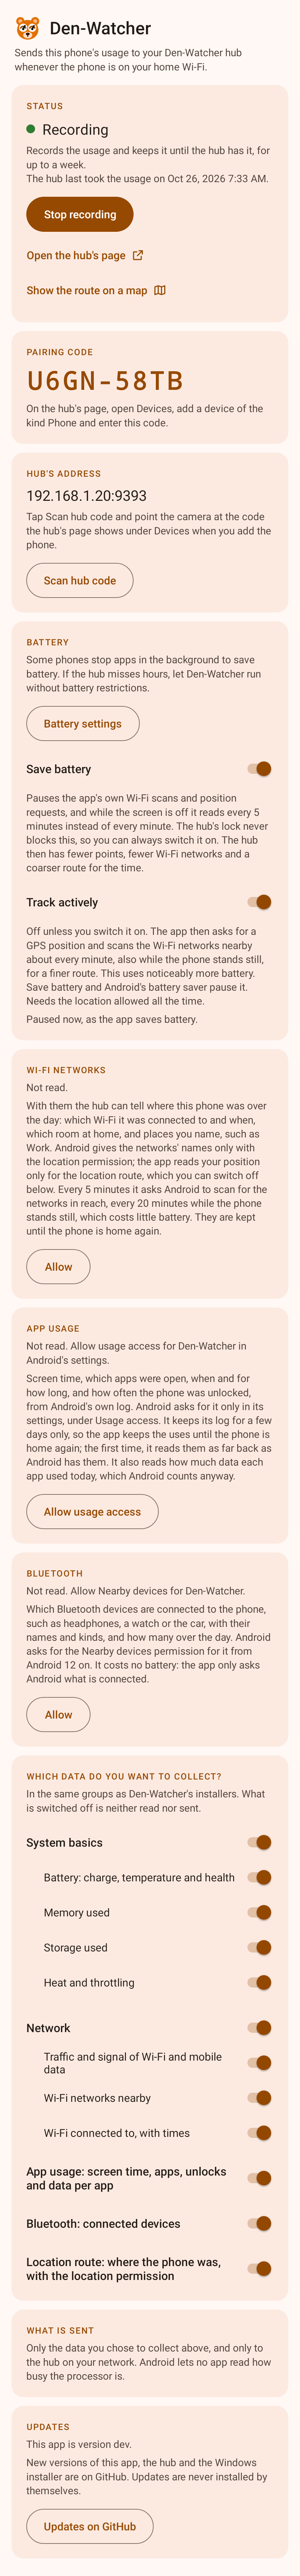 Den-Watcher
Sends this phone's usage to your Den-Watcher hub
whenever the phone is on your home Wi-Fi.
STATUS
Recording
Records the usage and keeps it until the hub has it, for
up to a week.
The hub last took the usage on Oct 26, 2026 7:33 AM.
Stop recording
Open the hub's page
Show the route on a map
PAIRING CODE
U6GN-58TB
On the hub's page, open Devices, add a device of the
kind Phone and enter this code.
HUB'S ADDRESS
192.168.1.20:9393
Tap Scan hub code and point the camera at the code
the hub's page shows under Devices when you add the
phone.
Scan hub code
BATTERY
Some phones stop apps in the background to save
battery. If the hub misses hours, let Den-Watcher run
without battery restrictions.
Battery settings
Save battery
Pauses the app's own Wi-Fi scans and position
requests, and while the screen is off it reads every 5
minutes instead of every minute. The hub's lock never
blocks this, so you can always switch it on. The hub
then has fewer points, fewer Wi-Fi networks and a
coarser route for the time.
Track actively
Off unless you switch it on. The app then asks for a
GPS position and scans the Wi-Fi networks nearby
about every minute, also while the phone stands still,
for a finer route. This uses noticeably more battery.
Save battery and Android's battery saver pause it.
Needs the location allowed all the time.
Paused now, as the app saves battery.
WI-FI NETWORKS
Not read.
With them the hub can tell where this phone was over
the day: which Wi-Fi it was connected to and when,
which room at home, and places you name, such as
Work. Android gives the networks' names only with
the location permission; the app reads your position
only for the location route, which you can switch off
below. Every 5 minutes it asks Android to scan for the
networks in reach, every 20 minutes while the phone
stands still, which costs little battery. They are kept
until the phone is home again.
Allow
APP USAGE
Not read. Allow usage access for Den-Watcher in
Android's settings.
Screen time, which apps were open, when and for
how long, and how often the phone was unlocked,
from Android's own log. Android asks for it only in its
settings, under Usage access. It keeps its log for a few
days only, so the app keeps the uses until the phone is
home again; the first time, it reads them as far back as
Android has them. It also reads how much data each
app used today, which Android counts anyway.
Allow usage access
BLUETOOTH
Not read. Allow Nearby devices for Den-Watcher.
Which Bluetooth devices are connected to the phone,
such as headphones, a watch or the car, with their
names and kinds, and how many over the day. Android
asks for the Nearby devices permission for it from
Android 12 on. It costs no battery: the app only asks
Android what is connected.
Allow
WHICH DATA DO YOU WANT TO COLLECT?
In the same groups as Den-Watcher's installers. What
is switched off is neither read nor sent.
System basics
Battery: charge, temperature and health
Memory used
Storage used
Heat and throttling
Network
Traffic and signal of Wi-Fi and mobile
data
Wi-Fi networks nearby
Wi-Fi connected to, with times
App usage: screen time, apps, unlocks
and data per app
Bluetooth: connected devices
Location route: where the phone was,
with the location permission
WHAT IS SENT
Only the data you chose to collect above, and only to
the hub on your network. Android lets no app read how
busy the processor is.
UPDATES
This app is version dev.
New versions of this app, the hub and the Windows
installer are on GitHub. Updates are never installed by
themselves.
Updates on GitHub